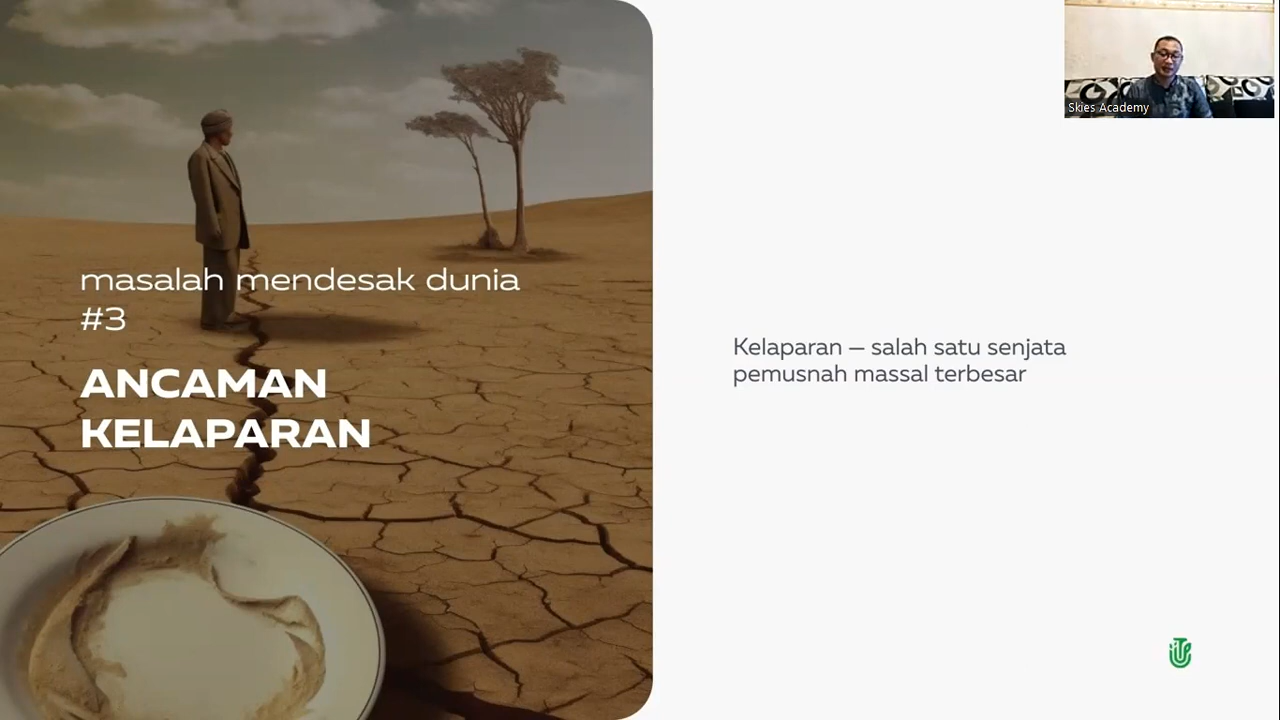 masalah mendesak dunia
#3
ANCAMAN
KELAPARAN
Kelaparan — salah satu senjata
pemusnah massal terbesar
Skies Academy